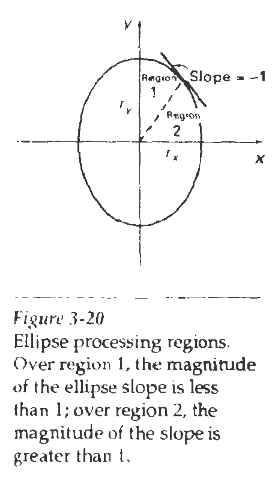 y
Region
1
Slope = -1
r_y
Region
2
r_x
x
Figure 3-20
Ellipse processing regions.
Over region 1, the magnitude
of the ellipse slope is less
than 1; over region 2, the
magnitude of the slope is
greater than 1.